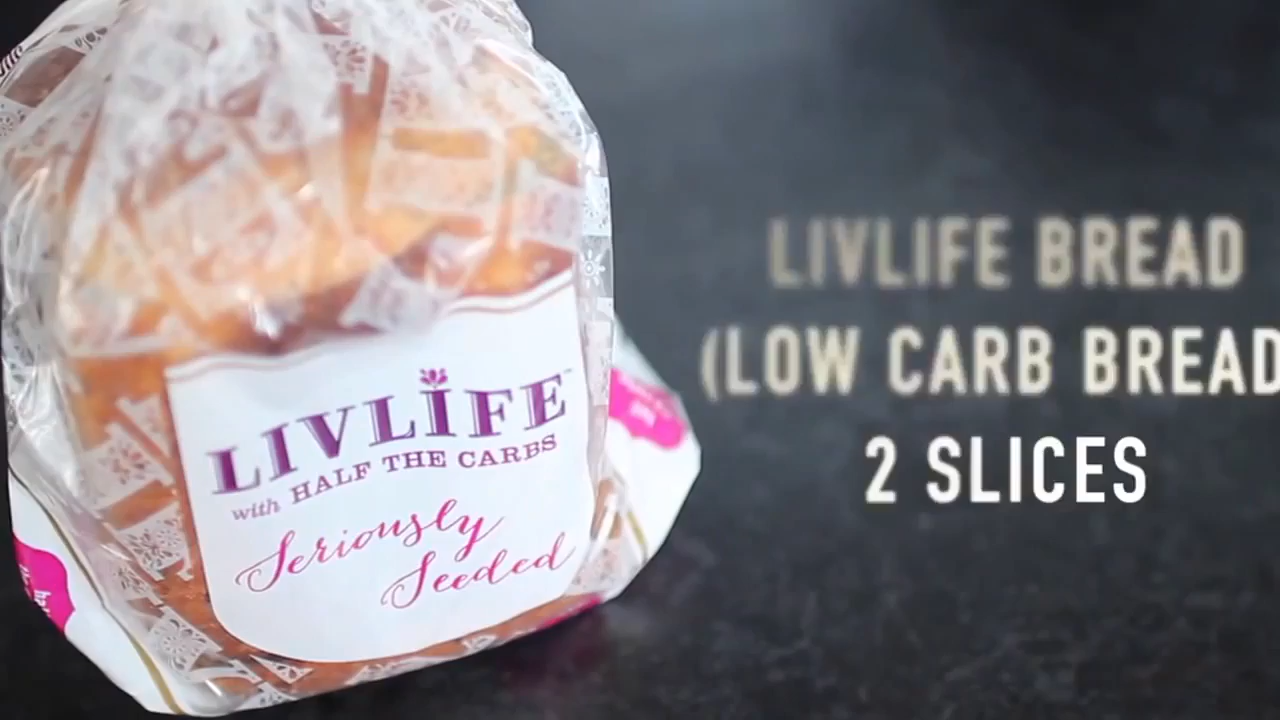 LIVLIFE
with HALF THE CARBS
Seriously
Seeded
LIVLIFE BREAD
(LOW CARB BREAD
2 SLICES